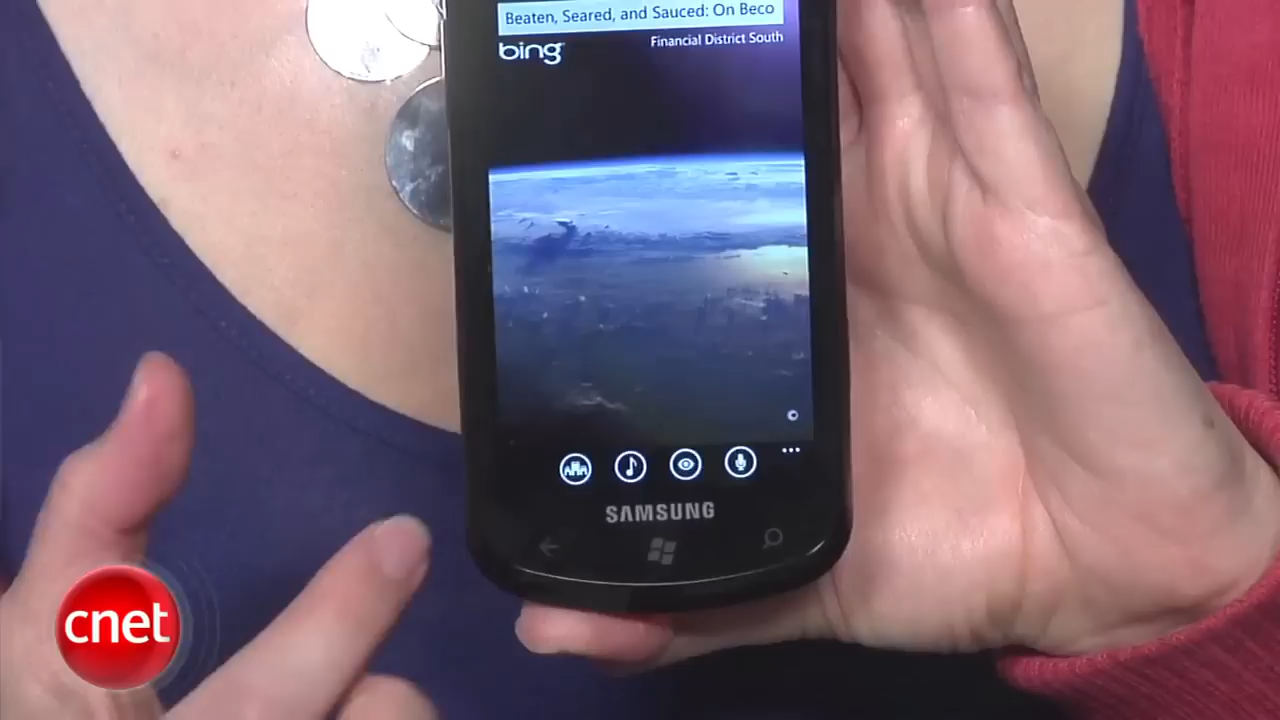 Beaten, Seared, and Sauced: On Beco
bing
Financial District South
SAMSUNG
cnet